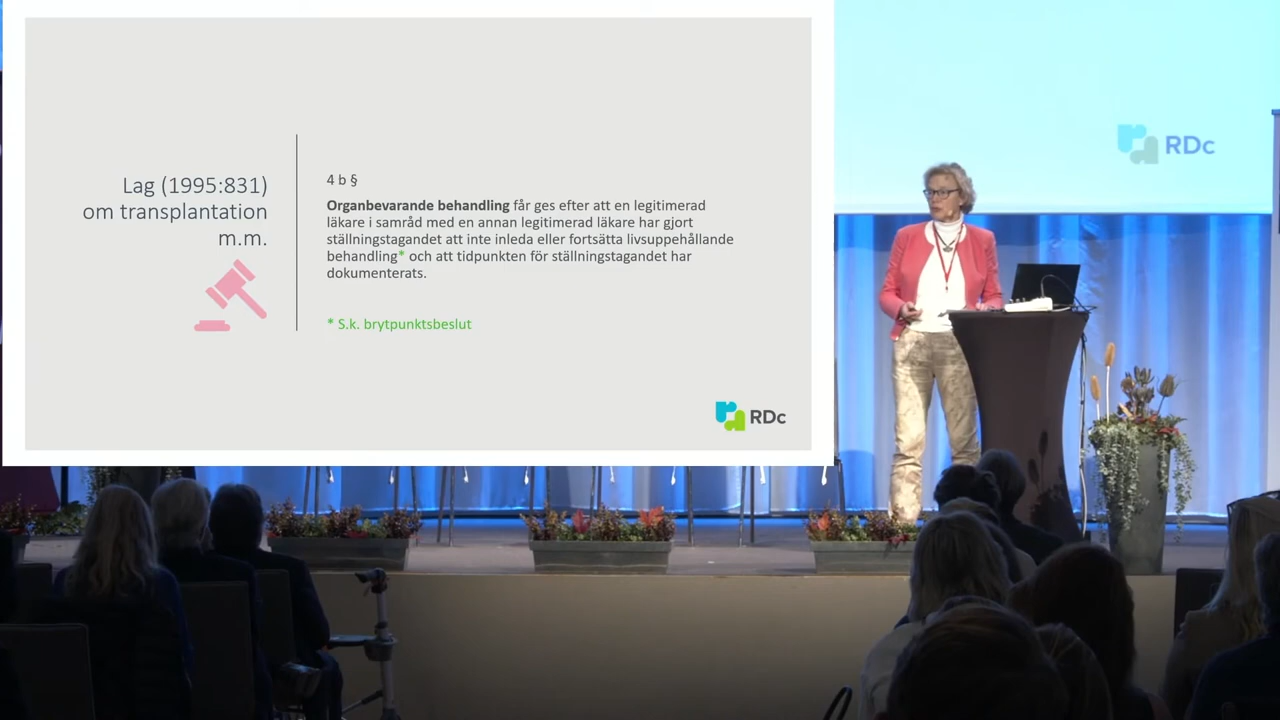 Lag (1995:831)
om transplantation
m.m.
4 b §
Organbevarande behandling får ges efter att en legitimerad
läkare i samråd med en annan legitimerad läkare har gjort
ställningstagandet att inte inleda eller fortsätta livsuppehållande
behandling* och att tidpunkten för ställningstagandet har
dokumenterats.
* S.k. brytpunktsbeslut
RDc
RDc